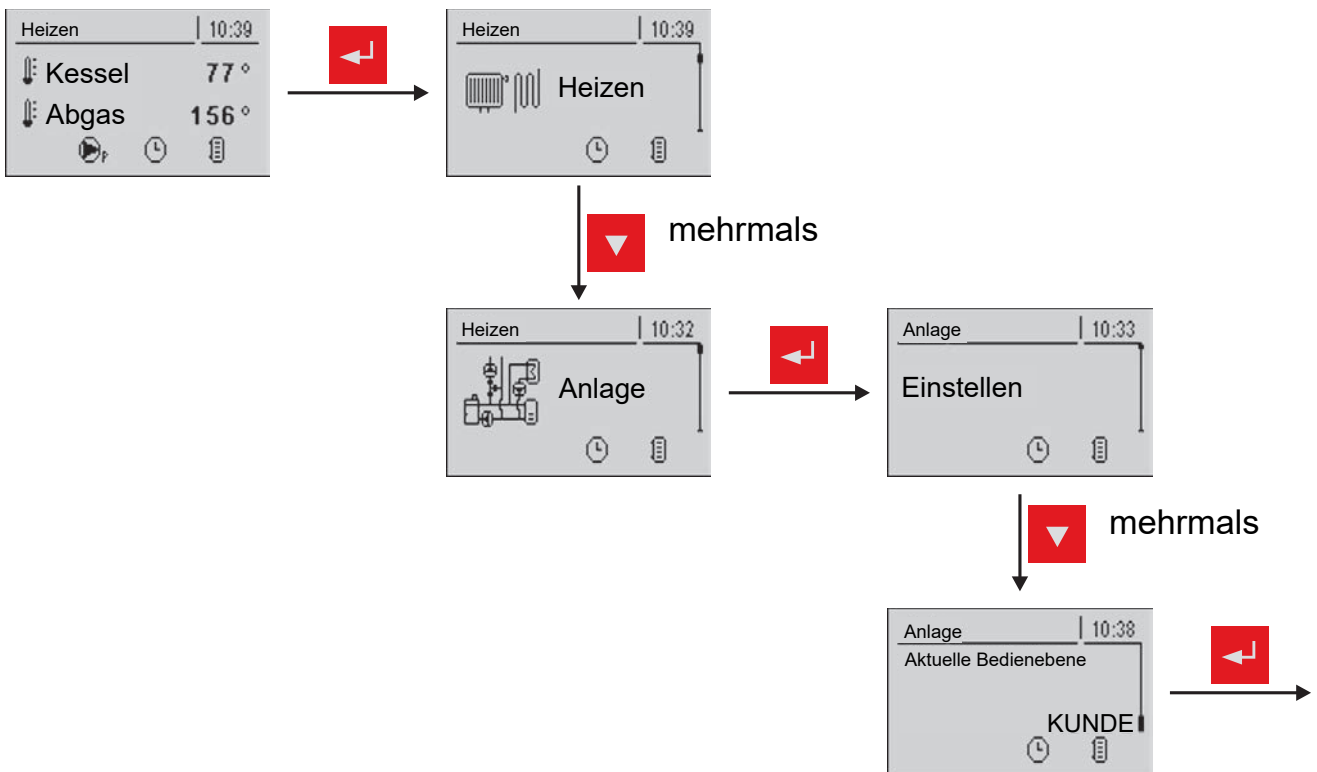 Heizen 10:39
Kessel 77°
Abgas 156°
P
Heizen 10:39
Heizen
mehrmals
Heizen 10:32
Anlage
Anlage 10:33
Einstellen
mehrmals
Anlage 10:38
Aktuelle Bedienebene
KUNDE